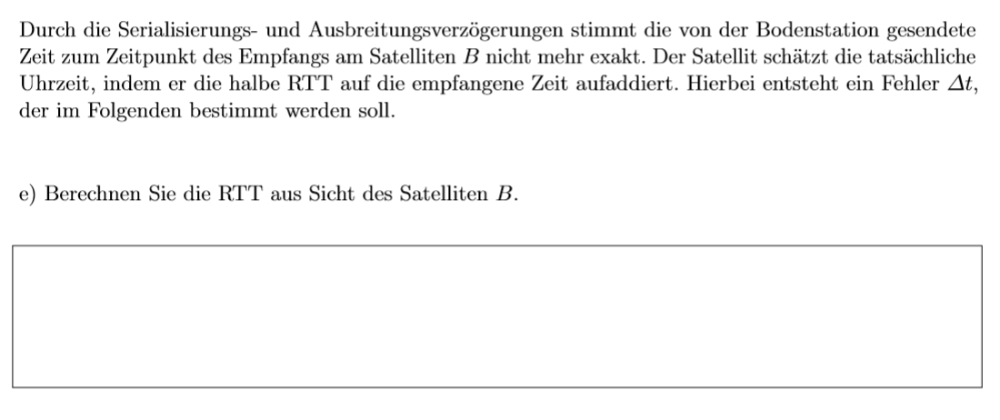 Durch die Serialisierungs- und Ausbreitungsverzögerungen stimmt die von der Bodenstation gesendete
Zeit zum Zeitpunkt des Empfangs am Satelliten B nicht mehr exakt. Der Satellit schätzt die tatsächliche
Uhrzeit, indem er die halbe RTT auf die empfangene Zeit aufaddiert. Hierbei entsteht ein Fehler Δt,
der im Folgenden bestimmt werden soll.
e) Berechnen Sie die RTT aus Sicht des Satelliten B.